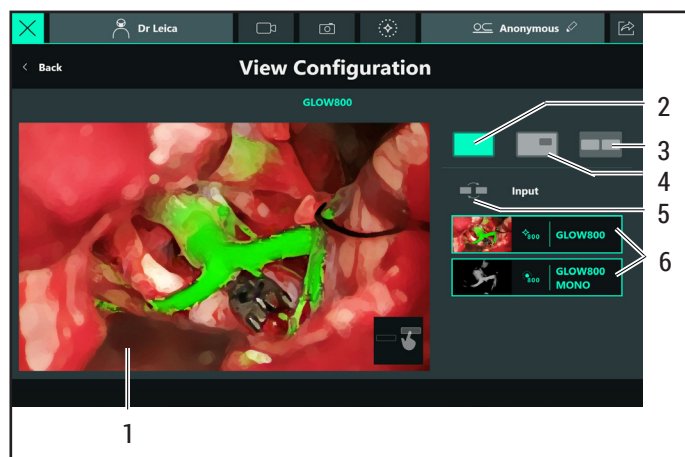 Dr Leica
Anonymous
< Back
View Configuration
GLOW800
2
3
4
Input
5
800 GLOW800
6
800 GLOW800
MONO
1